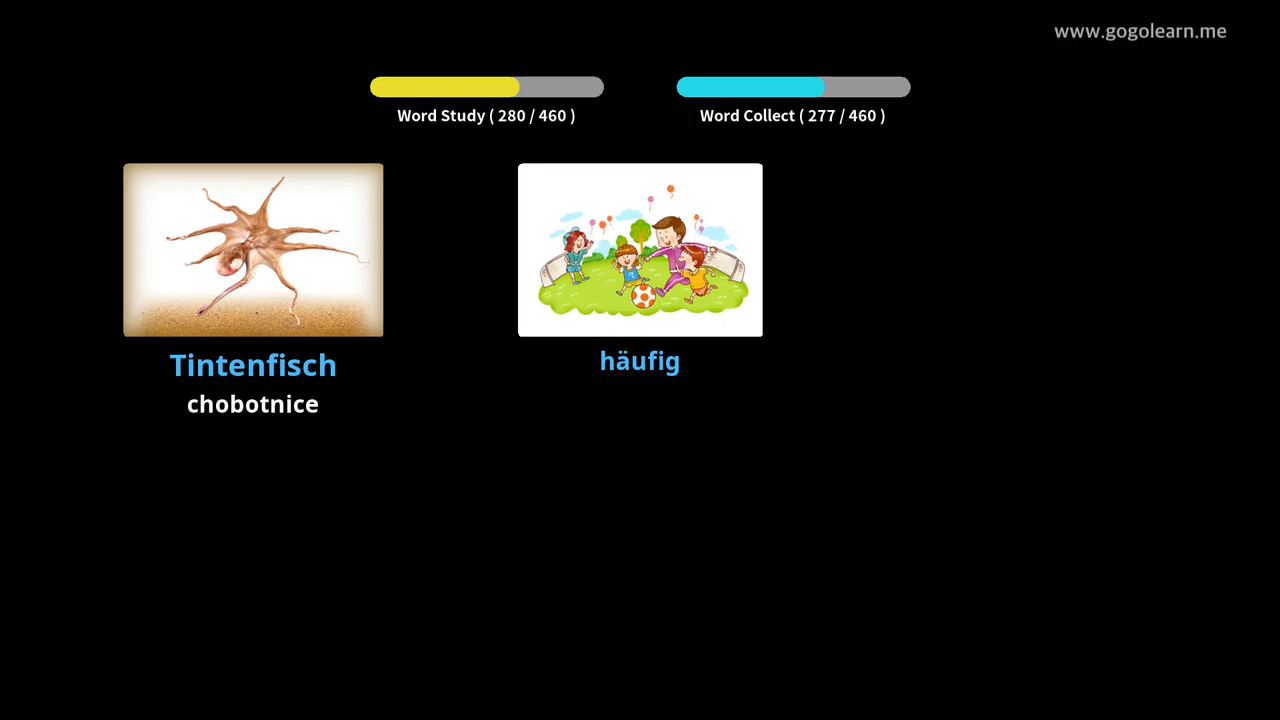 www.gogolearn.me
Word Study ( 280 / 460 )
Word Collect ( 277 / 460 )
Tintenfisch
chobotnice
häufig